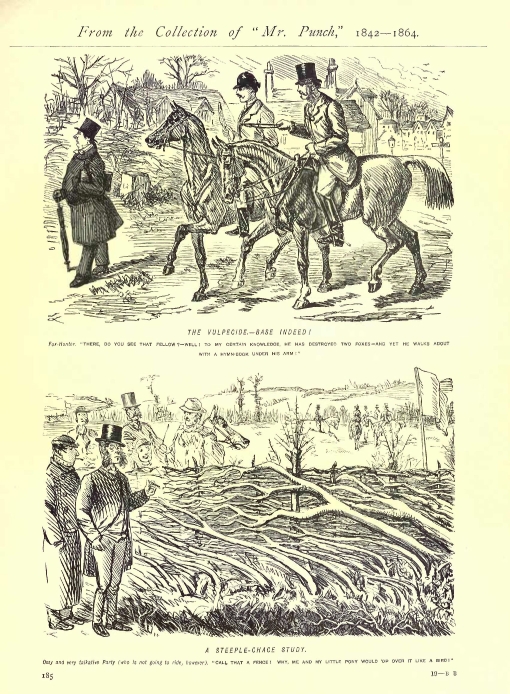 From the Collection of "Mr. Punch," 1842—1864.
THE VULPECIDE.—BASE INDEED!
Fox-Hunter. "THERE, DO YOU SEE THAT FELLOW?—WELL! TO MY CERTAIN KNOWLEDGE, HE HAS DESTROYED TWO FOXES—AND YET HE WALKS ABOUT
WITH A HYMN-BOOK UNDER HIS ARM!"
A STEEPLE-CHACE STUDY.
Gay and very talkative Party (who is not going to ride, however). "CALL THAT A FENCE! WHY, ME AND MY LITTLE PONY WOULD 'OP OVER IT LIKE A BIRD!"
185